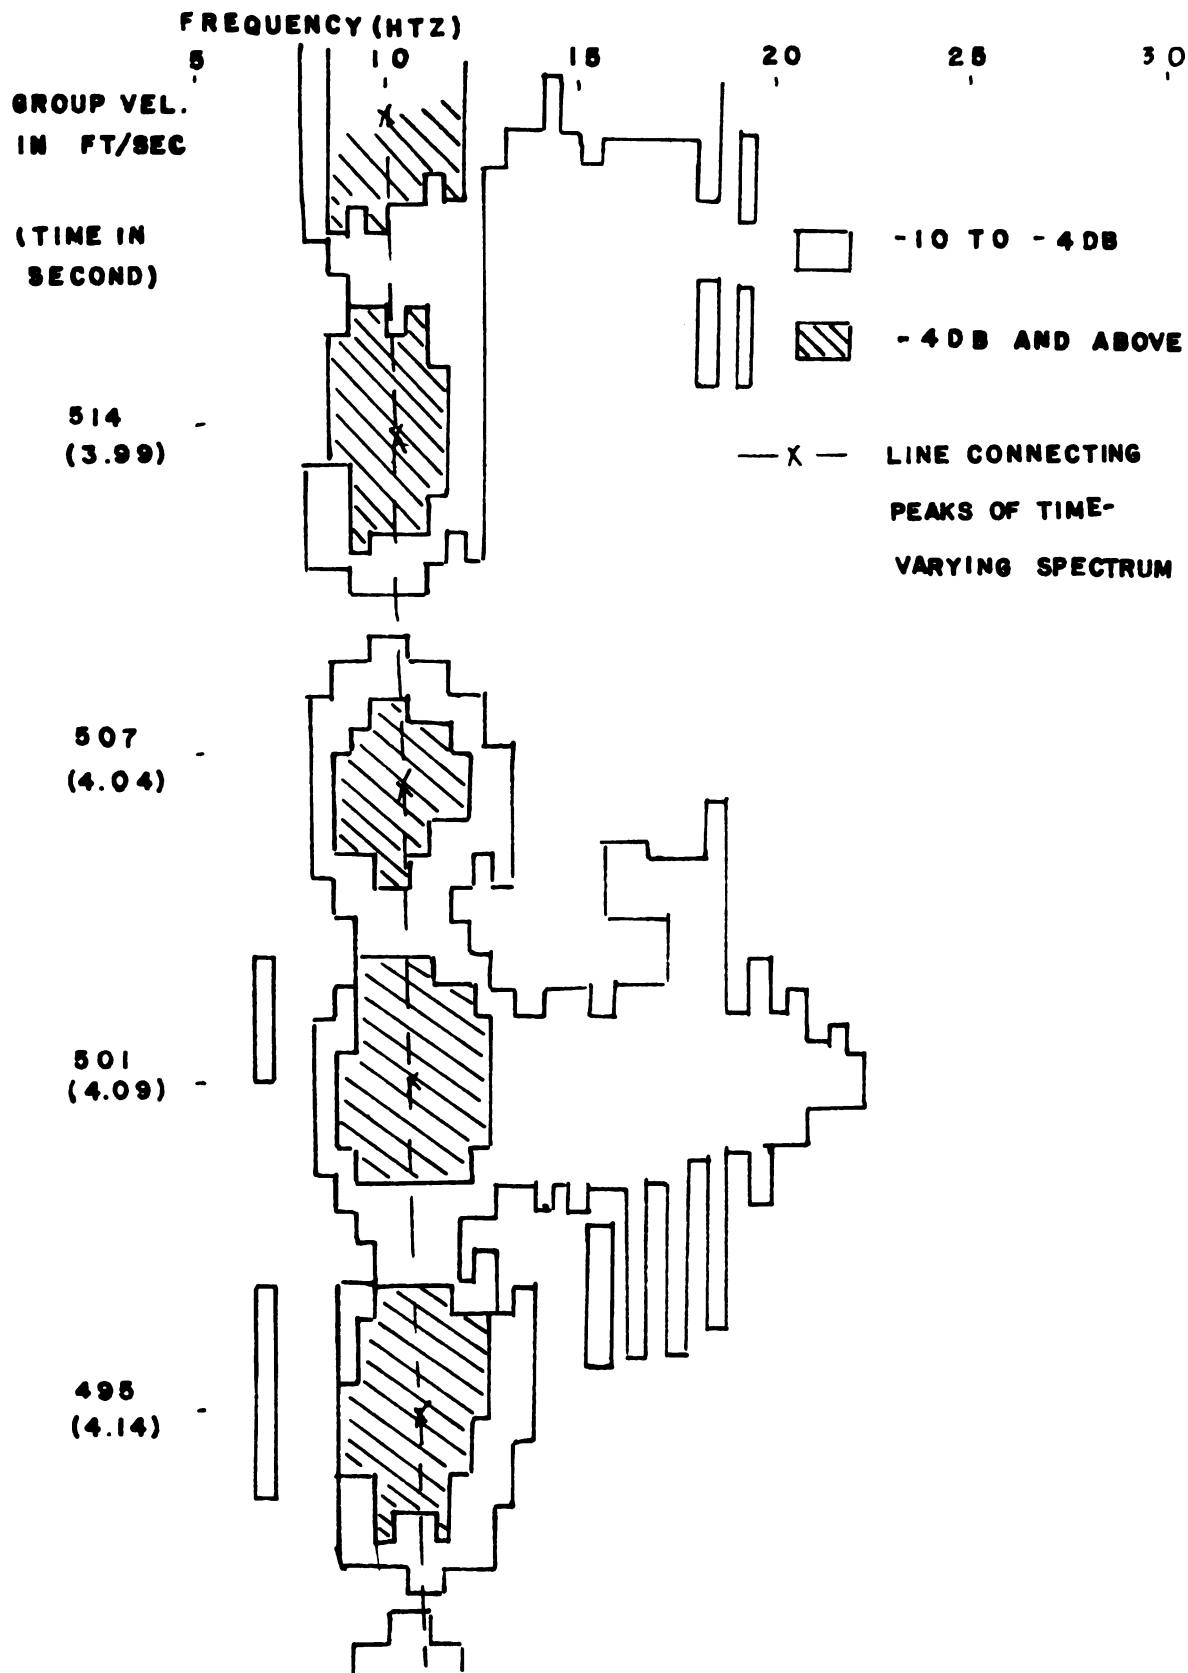 FREQUENCY (HTZ)
5 10 15 20 25 30
GROUP VEL.
IN FT/SEC
(TIME IN
SECOND)
-10 TO -4DB
-4DB AND ABOVE
514
(3.99)
—X— LINE CONNECTING
PEAKS OF TIME-
VARYING SPECTRUM
507
(4.04)
501
(4.09)
495
(4.14)